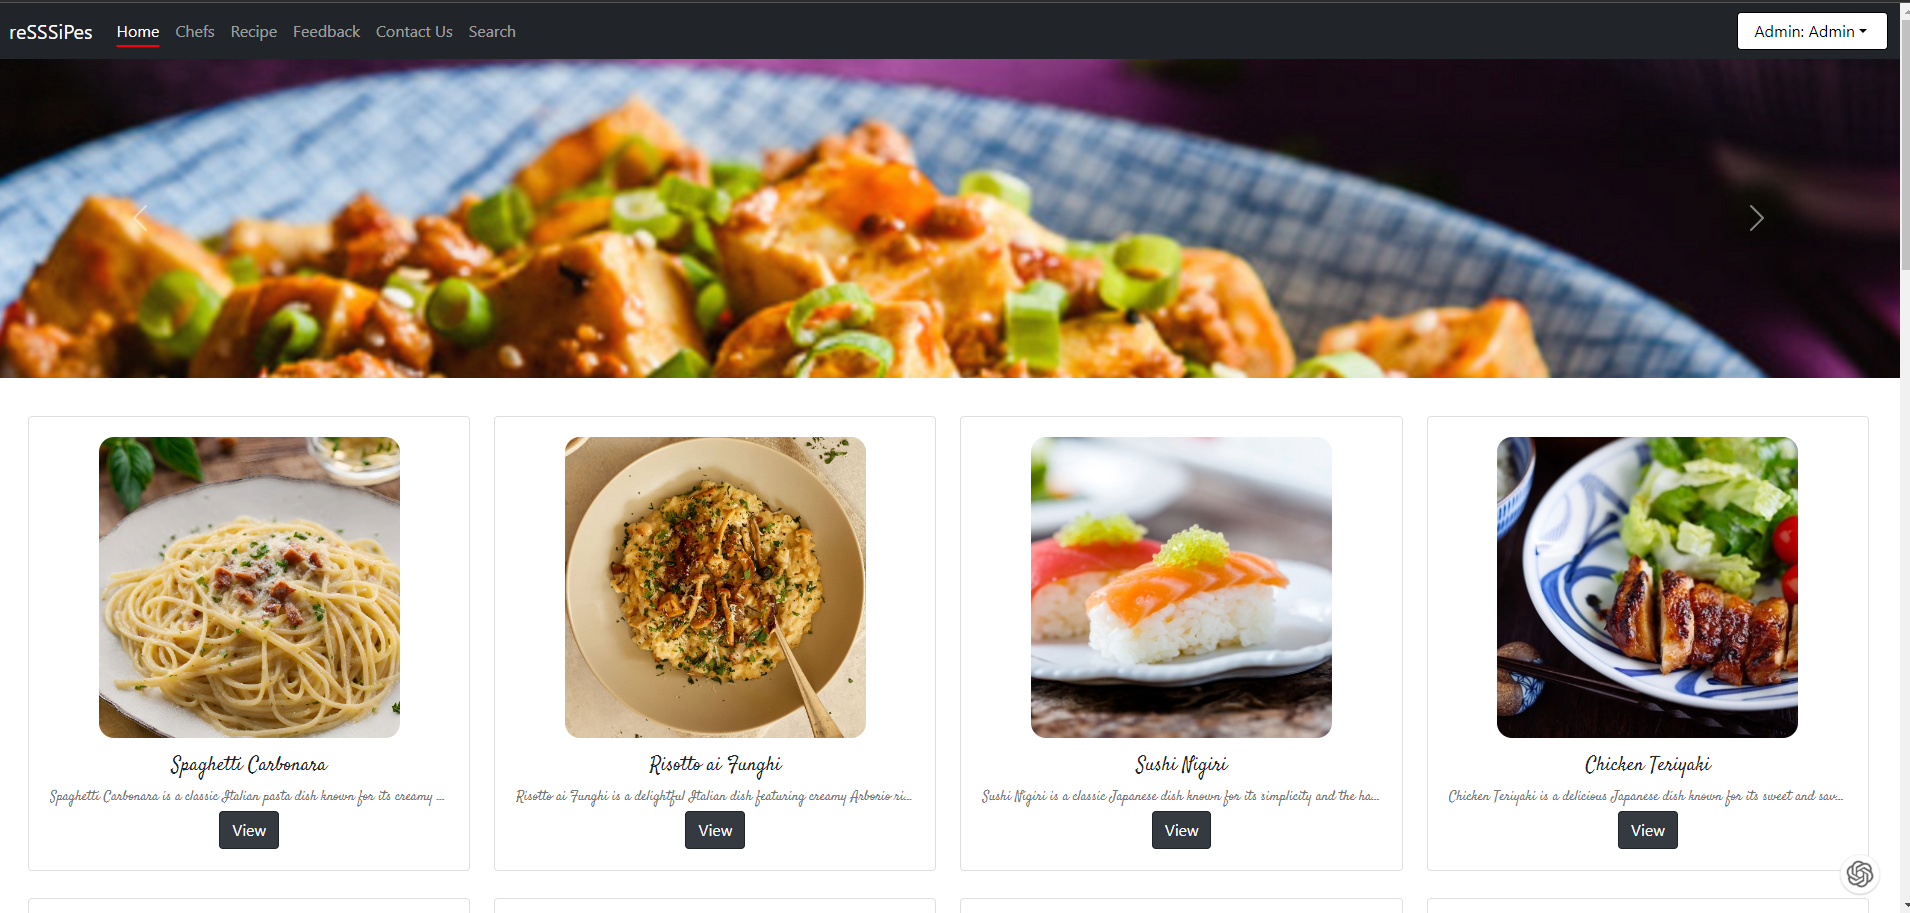 reSSSiPes Home Chefs Recipe Feedback Contact Us Search Admin: Admin
Spaghetti Carbonara
Spaghetti Carbonara is a classic Italian pasta dish known for its creamy ...
View
Risotto ai Funghi
Risotto ai Funghi is a delightful Italian dish featuring creamy Arborio ri...
View
Sushi Nigiri
Sushi Nigiri is a classic Japanese dish known for its simplicity and the ha...
View
Chicken Teriyaki
Chicken Teriyaki is a delicious Japanese dish known for its sweet and sav...
View